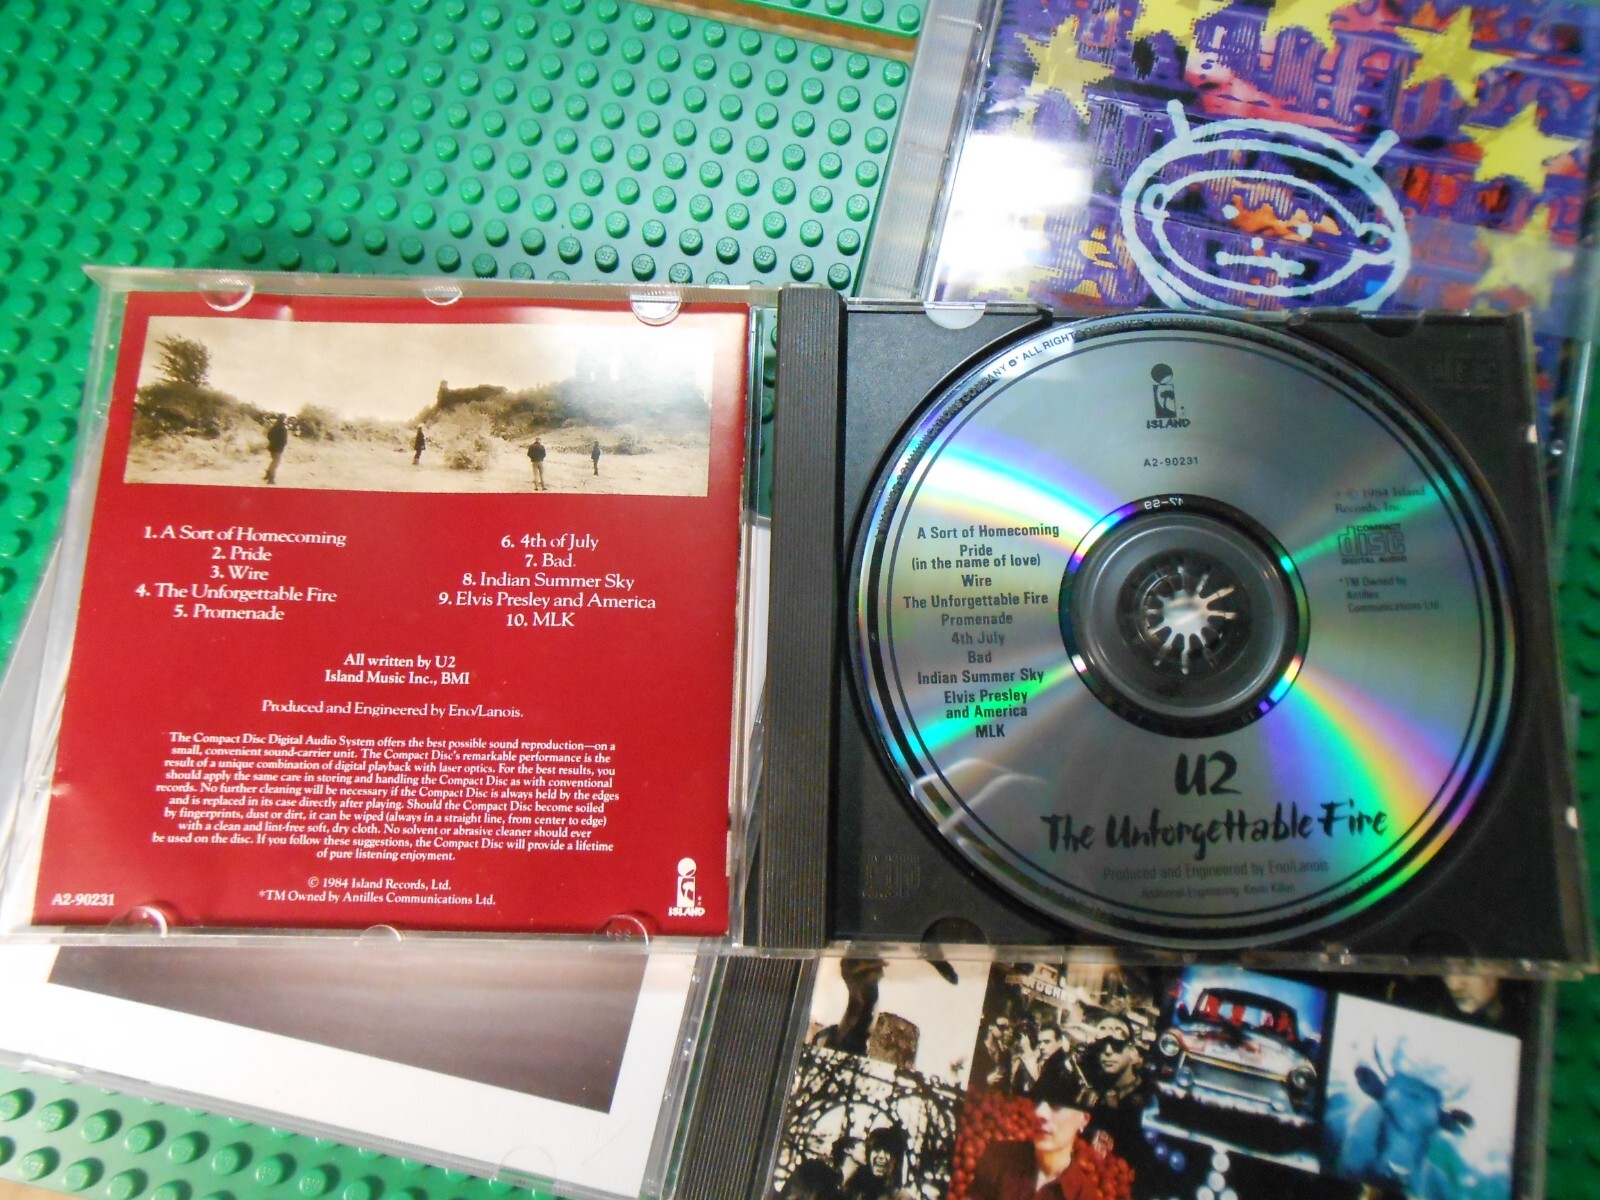 1. A Sort of Homecoming
2. Pride
3. Wire
4. The Unforgettable Fire
5. Promenade
6. 4th of July
7. Bad
8. Indian Summer Sky
9. Elvis Presley and America
10. MLK
All written by U2
Island Music Inc., BMI
Produced and Engineered by Eno/Lanois.
The Compact Disc Digital Audio System offers the best possible sound reproduction—on a
small, convenient sound-carrier unit. The Compact Disc's remarkable performance is the
result of a unique combination of digital playback with laser optics. For the best results, you
should apply the same care in storing and handling the Compact Disc as with conventional
records. No further cleaning will be necessary if the Compact Disc is always held by the edges
and is replaced in its case directly after playing. Should the Compact Disc become soiled
by fingerprints, dust or dirt, it can be wiped (always in a straight line, from center to edge)
with a clean and lint-free soft, dry cloth. No solvent or abrasive cleaner should ever
be used on the disc. If you follow these suggestions, the Compact Disc will provide a lifetime
of pure listening enjoyment.
© 1984 Island Records, Ltd.
*TM Owned by Antilles Communications Ltd.
A2-90231
ISLAND
COMMUNICATIONS COMPANY ALL RIGHTS RESERVED
ISLAND
A2-90231
© 1984 Island
Records, Inc.
COMPACT
disc
DIGITAL AUDIO
*TM Owned by
Antilles
Communications Ltd.
A Sort of Homecoming
Pride
(in the name of love)
Wire
The Unforgettable Fire
Promenade
4th July
Bad
Indian Summer Sky
Elvis Presley
and America
MLK
U2
The Unforgettable Fire
Produced and Engineered by Eno/Lanois
Additional Engineering, Kevin Killen